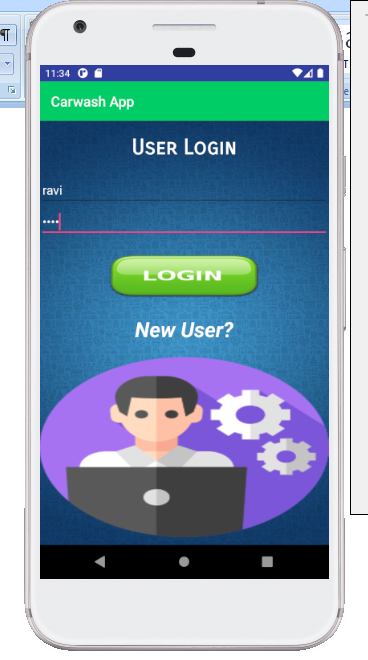 11:34
Carwash App
User Login
ravi
••••
LOGIN
New User?